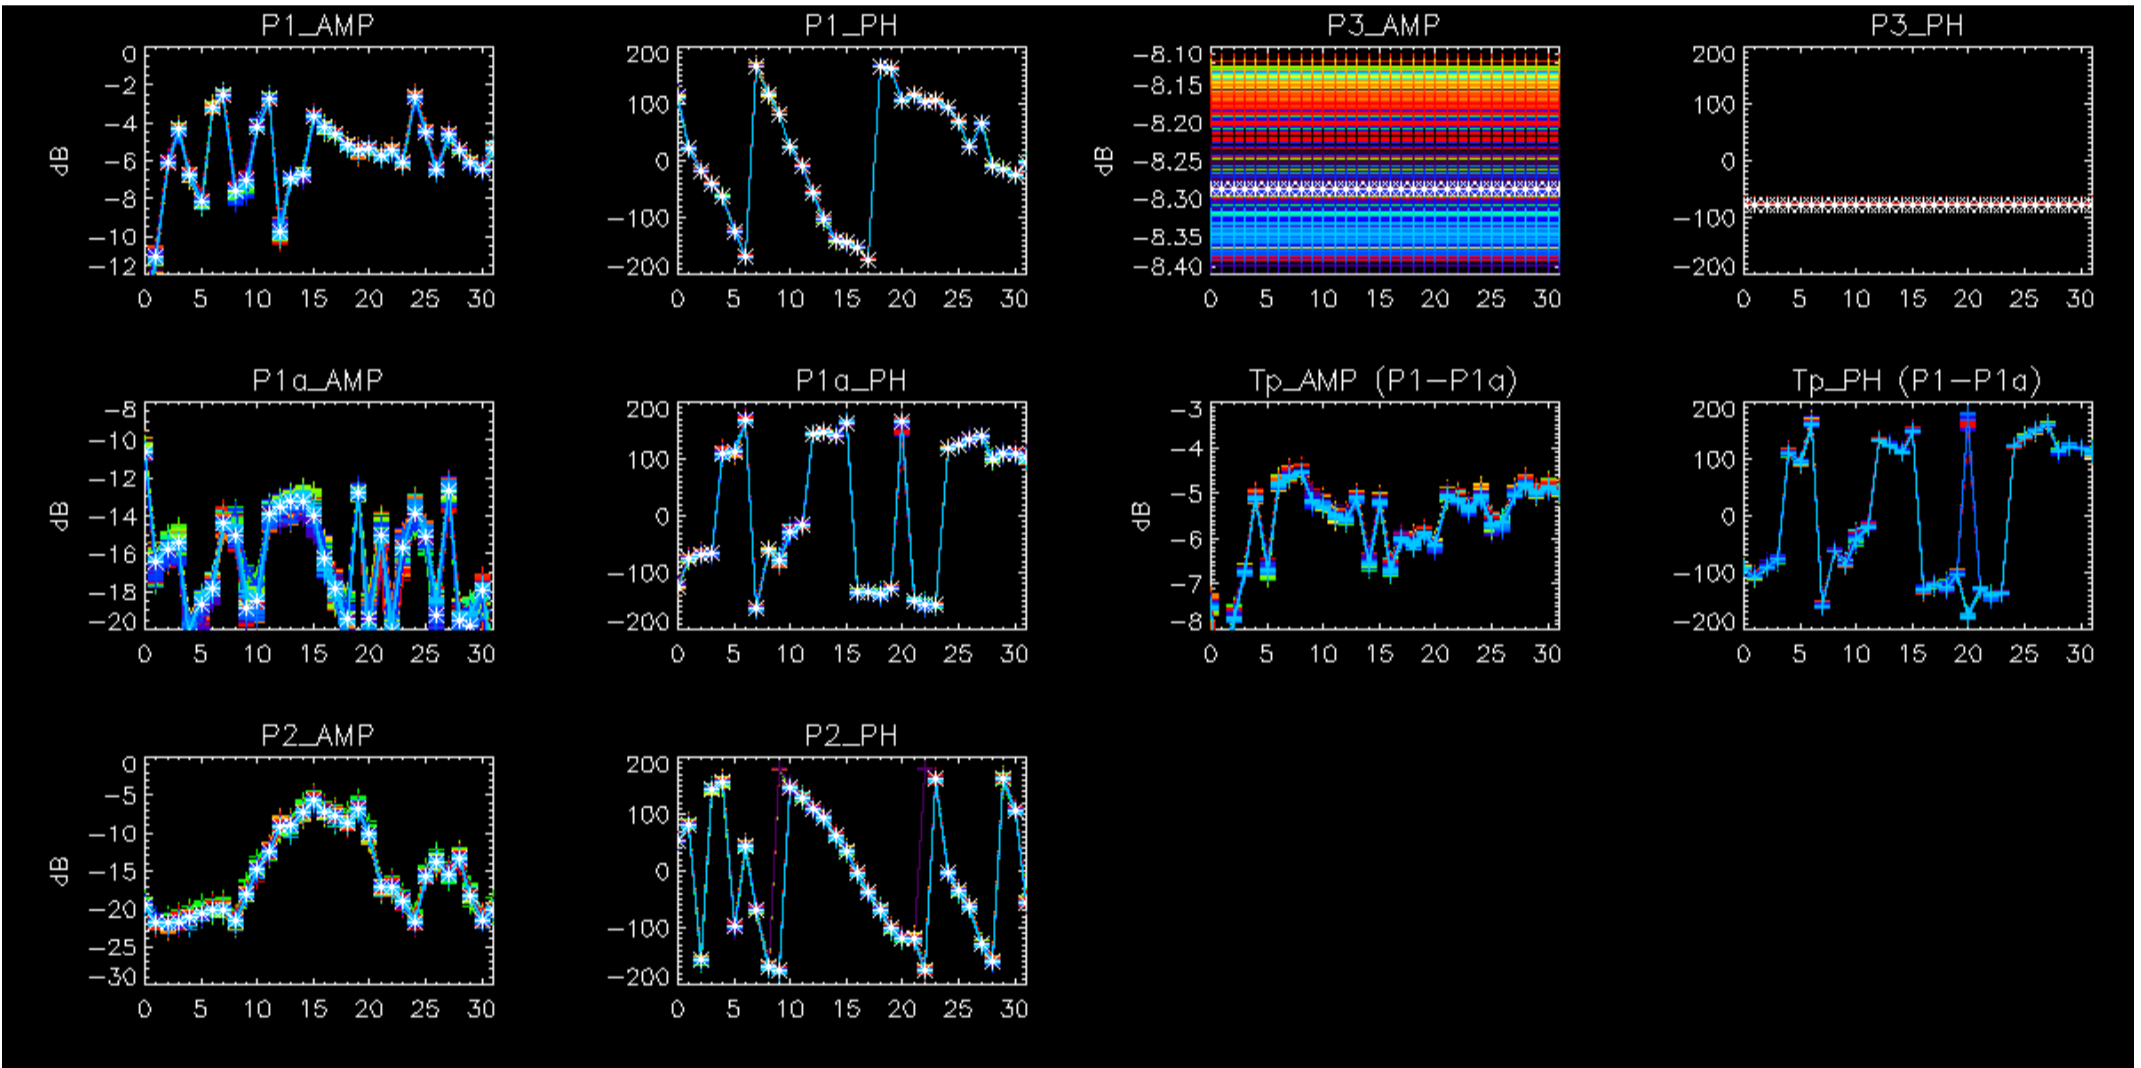 P1_AMP
0
-2
-4
-6
-8
-10
-12
dB
0 5 10 15 20 25 30
P1_PH
200
100
0
-100
-200
0 5 10 15 20 25 30
P3_AMP
-8.10
-8.15
-8.20
-8.25
-8.30
-8.35
-8.40
dB
0 5 10 15 20 25 30
P3_PH
200
100
0
-100
-200
0 5 10 15 20 25 30
P1a_AMP
-8
-10
-12
-14
-16
-18
-20
dB
0 5 10 15 20 25 30
P1a_PH
200
100
0
-100
-200
0 5 10 15 20 25 30
Tp_AMP (P1-P1a)
-3
-4
-5
-6
-7
-8
dB
0 5 10 15 20 25 30
Tp_PH (P1-P1a)
200
100
0
-100
-200
0 5 10 15 20 25 30
P2_AMP
0
-5
-10
-15
-20
-25
-30
dB
0 5 10 15 20 25 30
P2_PH
200
100
0
-100
-200
0 5 10 15 20 25 30